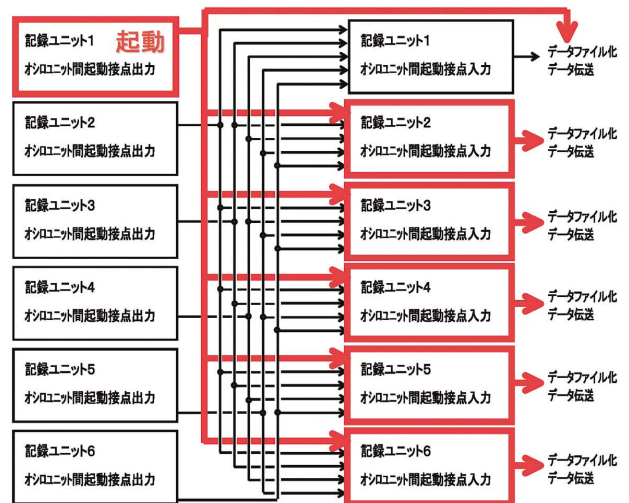 記録ユニット1
起動
オシロユニット間起動接点出力
記録ユニット1
オシロユニット間起動接点入力
データファイル化
データ伝送
記録ユニット2
オシロユニット間起動接点出力
記録ユニット2
オシロユニット間起動接点入力
データファイル化
データ伝送
記録ユニット3
オシロユニット間起動接点出力
記録ユニット3
オシロユニット間起動接点入力
データファイル化
データ伝送
記録ユニット4
オシロユニット間起動接点出力
記録ユニット4
オシロユニット間起動接点入力
データファイル化
データ伝送
記録ユニット5
オシロユニット間起動接点出力
記録ユニット5
オシロユニット間起動接点入力
データファイル化
データ伝送
記録ユニット6
オシロユニット間起動接点出力
記録ユニット6
オシロユニット間起動接点入力
データファイル化
データ伝送